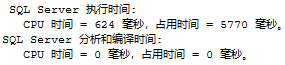 SQL Server 执行时间:
CPU 时间 = 624 毫秒，占用时间 = 5770 毫秒。
SQL Server 分析和编译时间:
CPU 时间 = 0 毫秒，占用时间 = 0 毫秒。